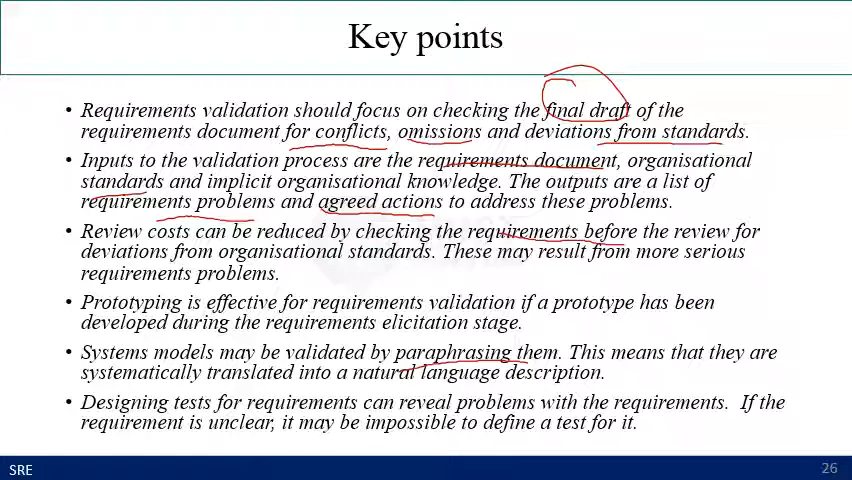 Key points
• Requirements validation should focus on checking the final draft of the
requirements document for conflicts, omissions and deviations from standards.
• Inputs to the validation process are the requirements document, organisational
standards and implicit organisational knowledge. The outputs are a list of
requirements problems and agreed actions to address these problems.
• Review costs can be reduced by checking the requirements before the review for
deviations from organisational standards. These may result from more serious
requirements problems.
• Prototyping is effective for requirements validation if a prototype has been
developed during the requirements elicitation stage.
• Systems models may be validated by paraphrasing them. This means that they are
systematically translated into a natural language description.
• Designing tests for requirements can reveal problems with the requirements.  If the
requirement is unclear, it may be impossible to define a test for it.
SRE
26